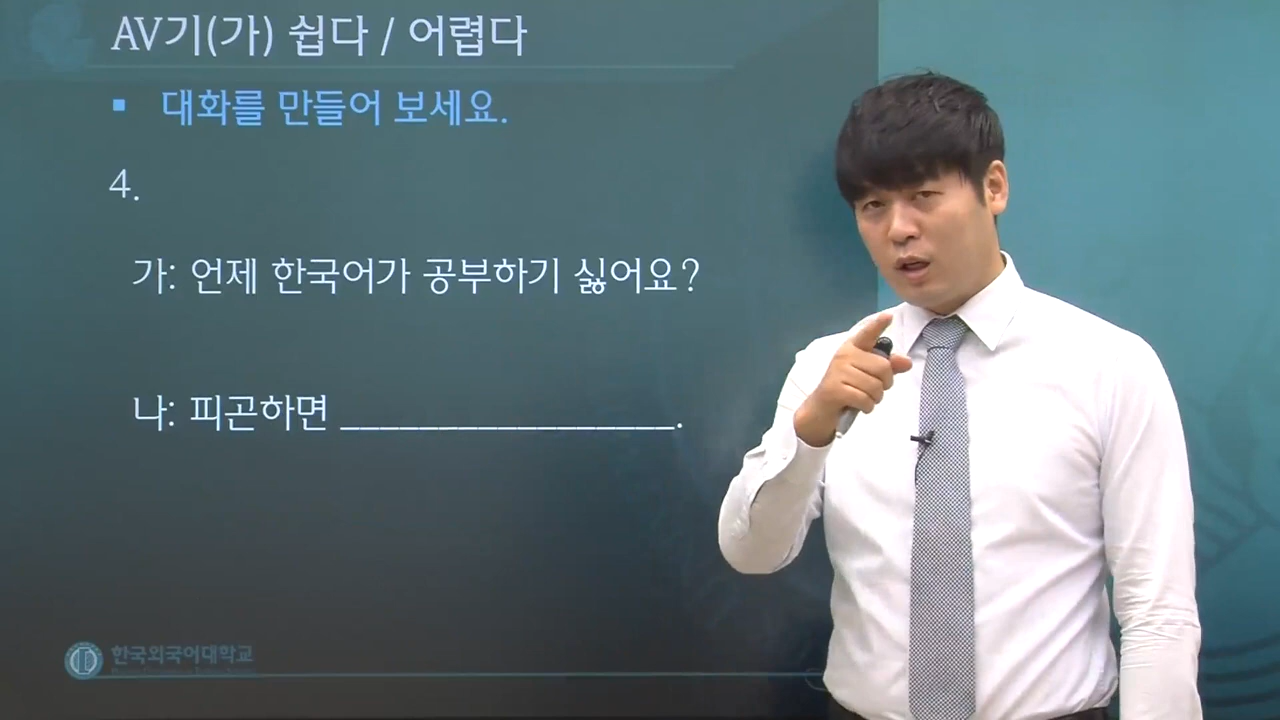 AV기(가) 쉽다 / 어렵다
▪ 대화를 만들어 보세요.
4.
가: 언제 한국어가 공부하기 싫어요?
나: 피곤하면 _________________.
한국외국어대학교